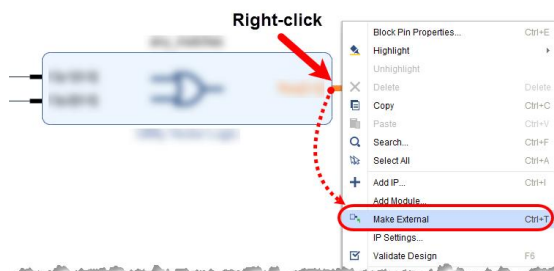 Right-click
Block Pin Properties... Ctrl+E
Highlight
Unhighlight
Delete Delete
Copy Ctrl+C
Paste Ctrl+V
Search... Ctrl+F
Select All Ctrl+A
Add IP... Ctrl+I
Add Module...
Make External Ctrl+T
IP Settings...
Validate Design F6